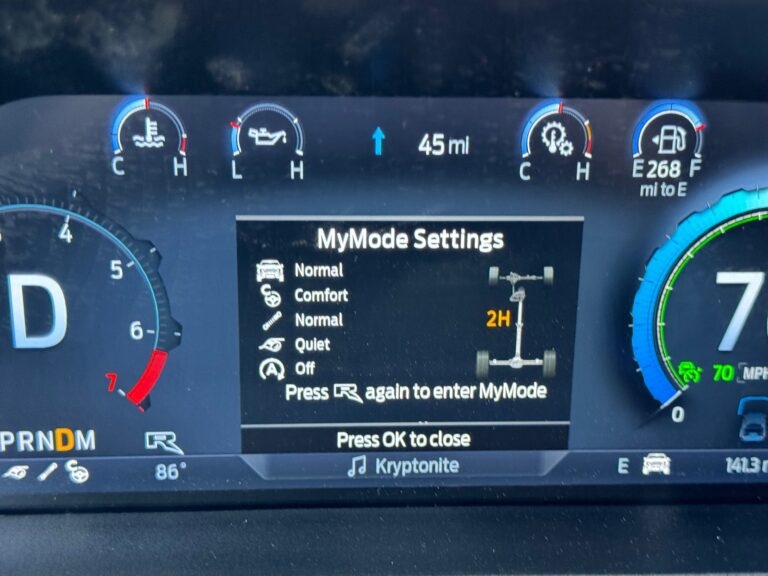 C H
L H
45 mi
C H
E 268 F
mi to E
4
5
6
7
D
MyMode Settings
Normal
Comfort
Normal
Quiet
A Off
2H
Press R again to enter MyMode
Press OK to close
70 MPH
0
PRNDM
R
86°
Kryptonite
E
141.3